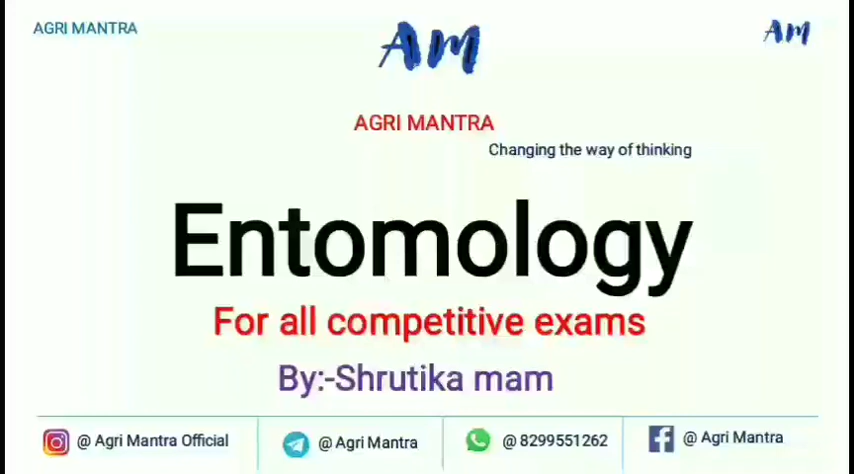 AGRI MANTRA
AM
AM
AGRI MANTRA
Changing the way of thinking
Entomology
For all competitive exams
By:-Shrutika mam
@ Agri Mantra Official
@ Agri Mantra
@ 8299551262
@ Agri Mantra